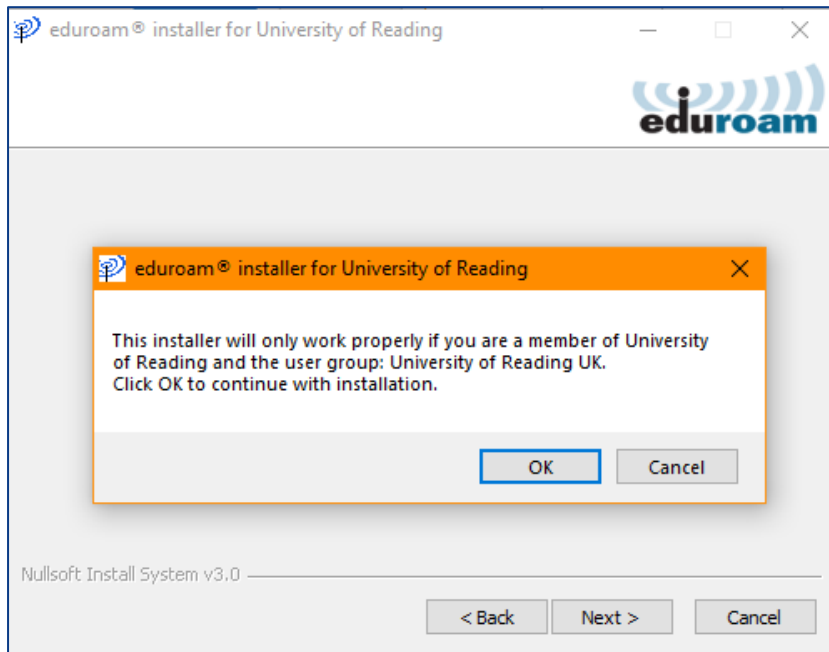 eduroam® installer for University of Reading
eduroam
eduroam® installer for University of Reading
This installer will only work properly if you are a member of University
of Reading and the user group: University of Reading UK.
Click OK to continue with installation.
OK Cancel
Nullsoft Install System v3.0
< Back Next > Cancel